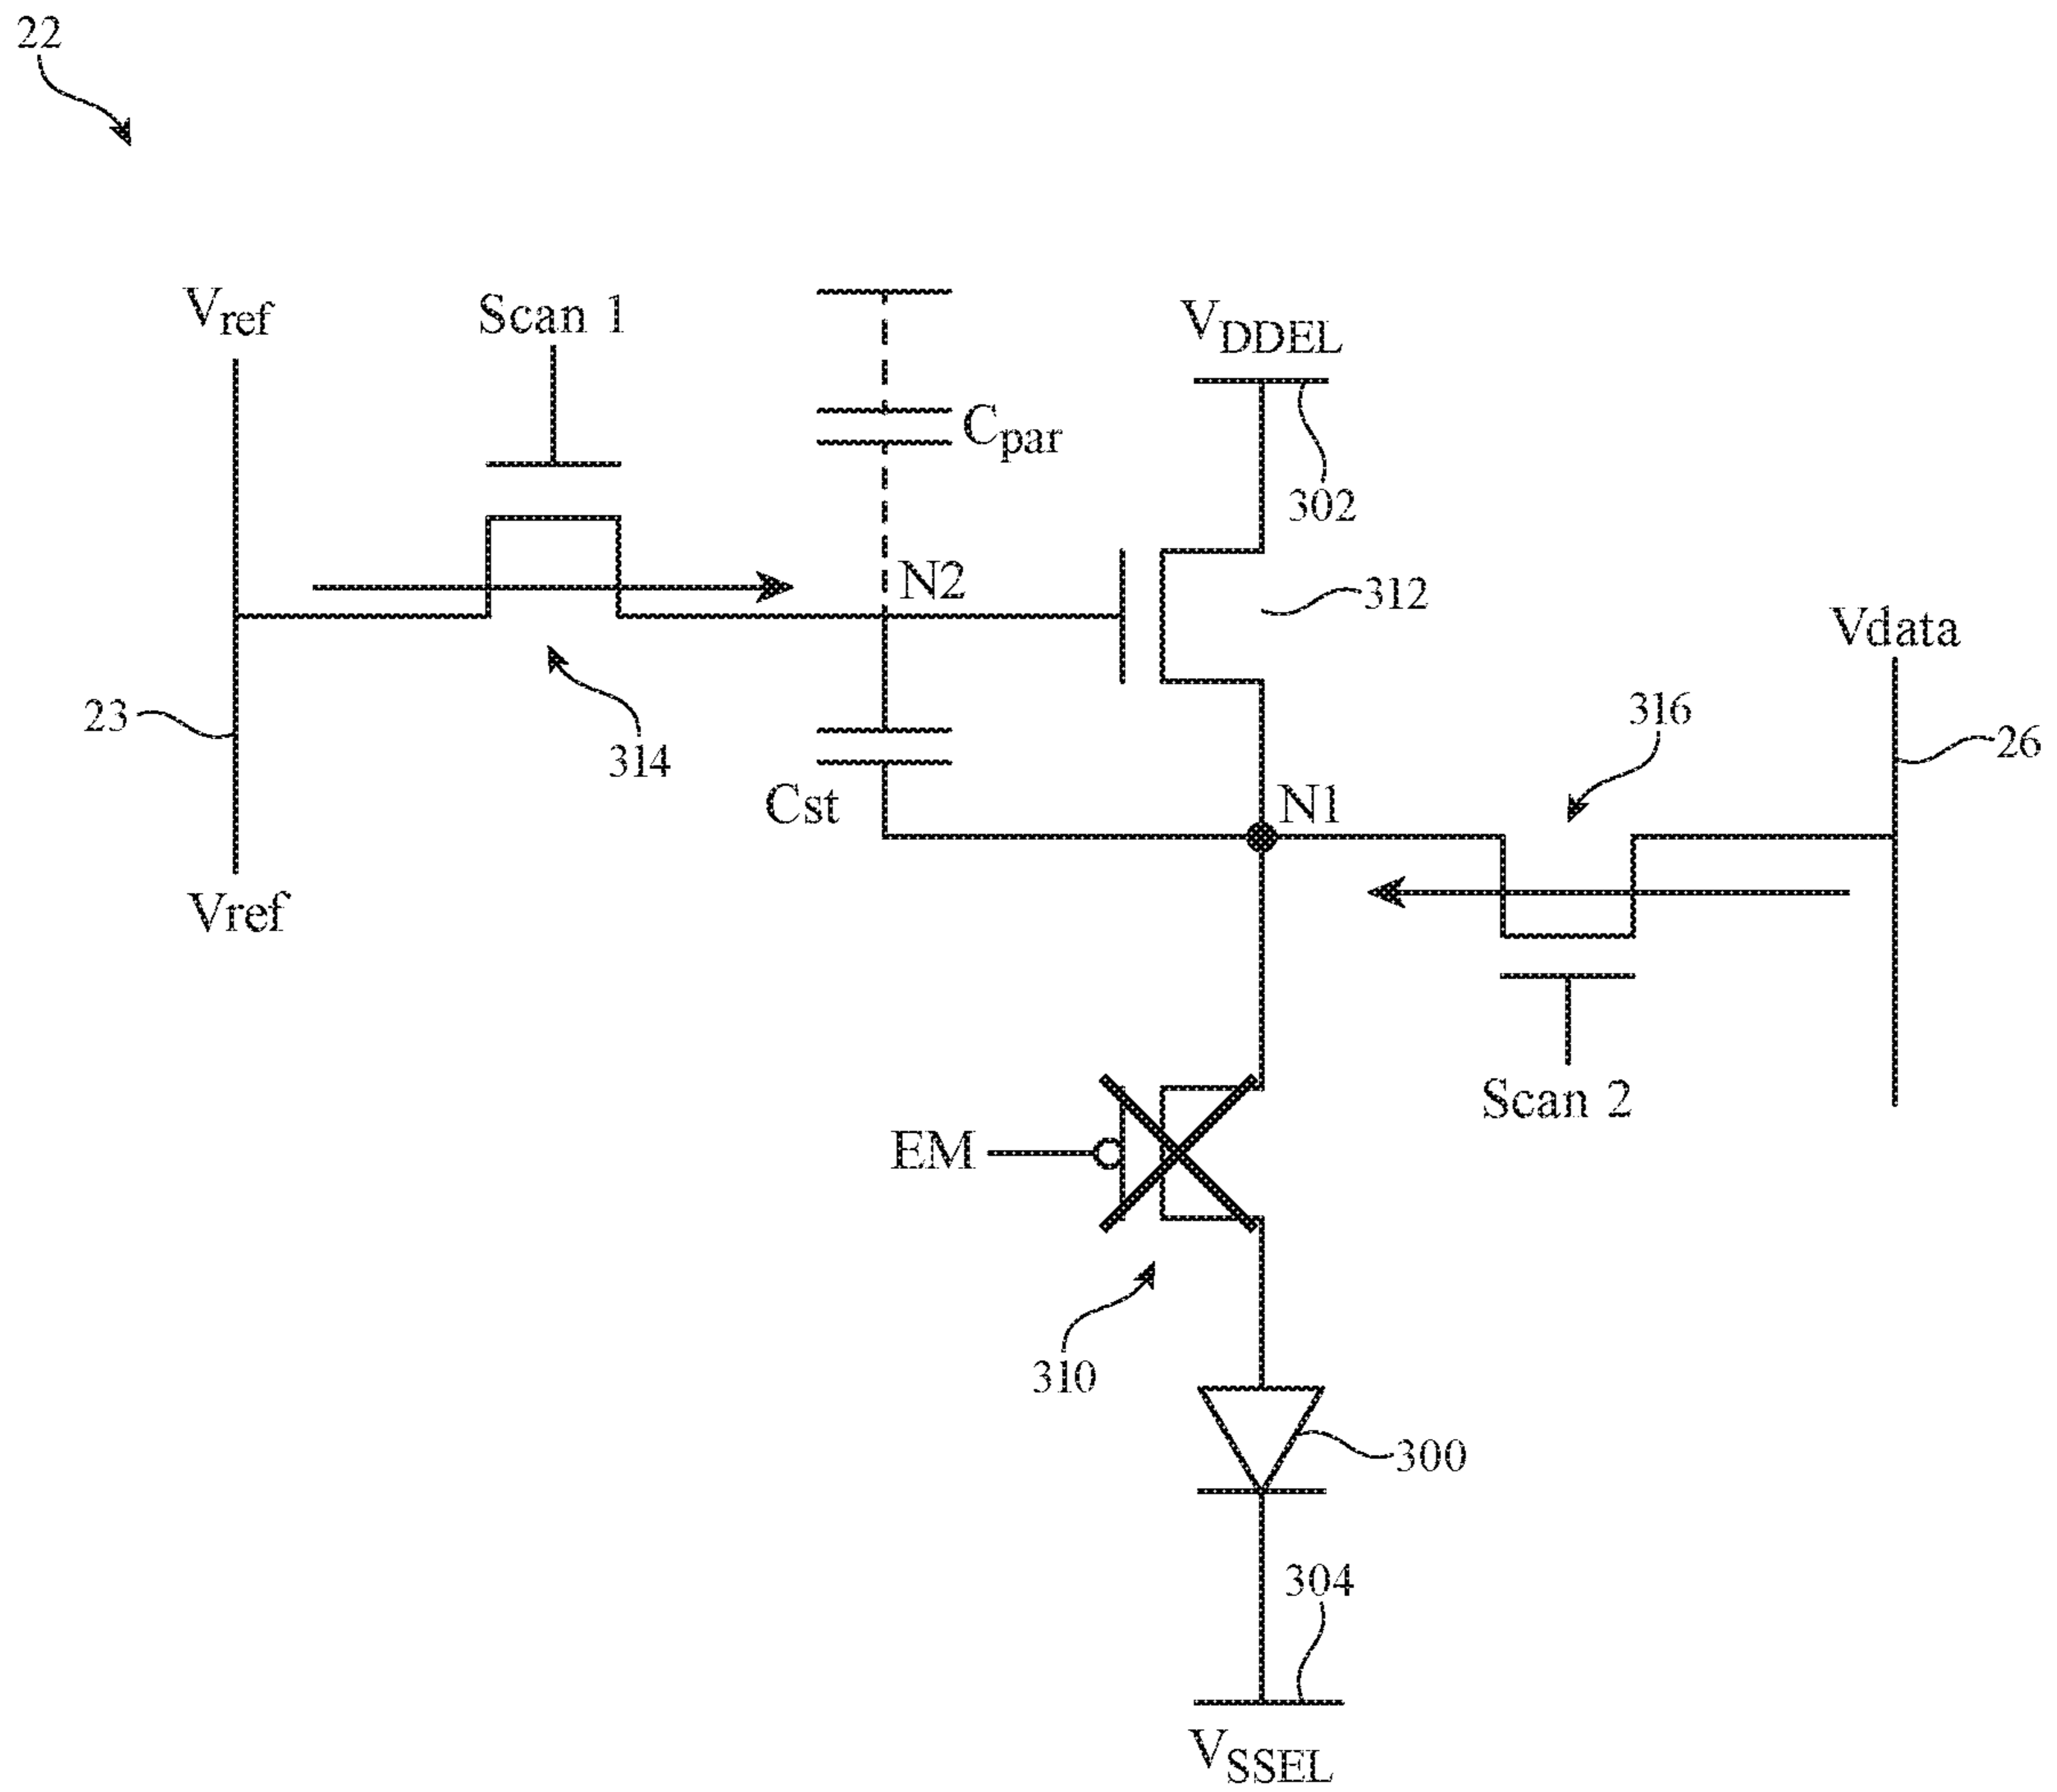 22
Vref
Scan 1
VDDEL
Cpar
302
N2
312
Vdata
23
314
316
26
Cst
N1
Vref
Scan 2
EM
310
300
304
VSSEL